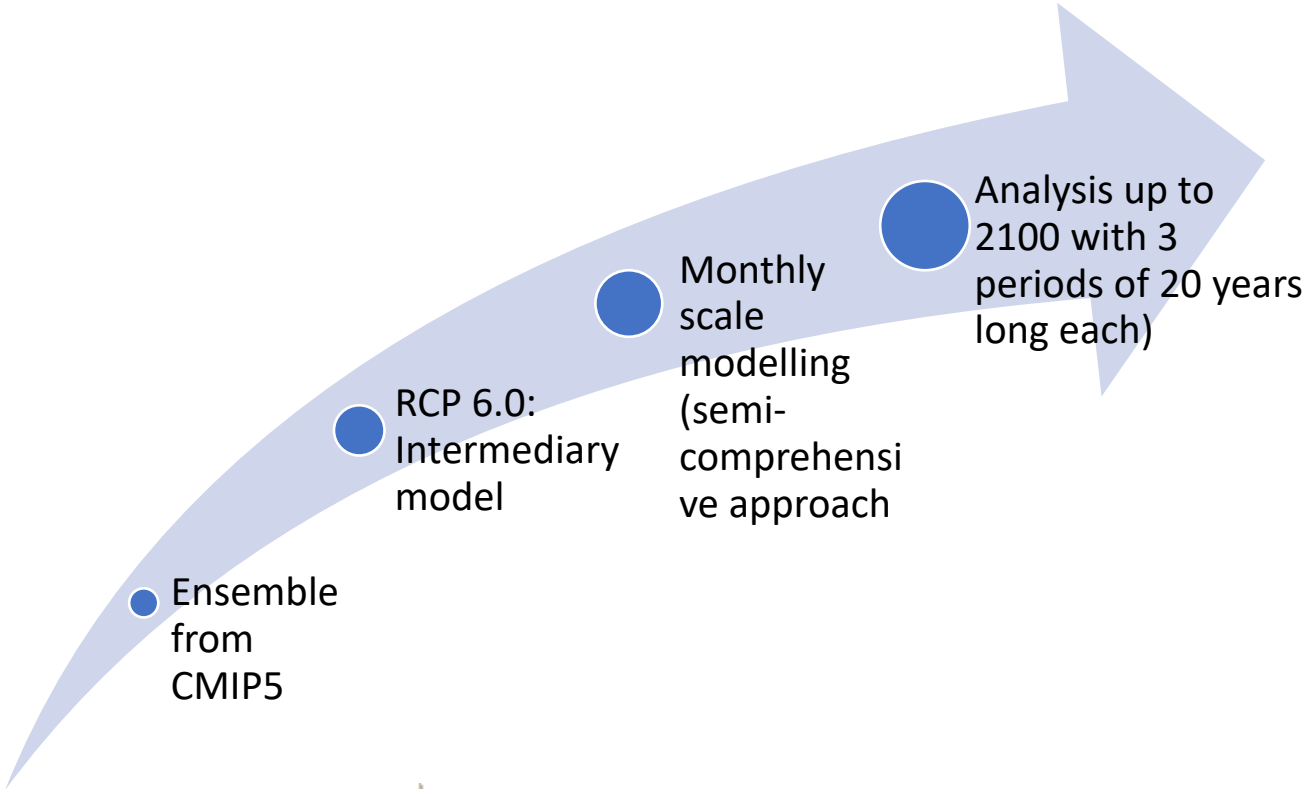 Ensemble
from
CMIP5
RCP 6.0:
Intermediary
model
Monthly
scale
modelling
(semi-
comprehensi
ve approach
Analysis up to
2100 with 3
periods of 20 years
long each)